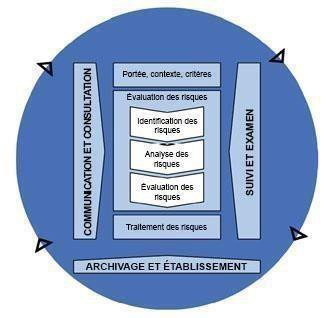 COMMUNICATION ET CONSULTATION
Portée, contexte, critères
Évaluation des risques
Identification des
risques
Analyse des
risques
Évaluation des
risques
Traitement des risques
SUIVI ET EXAMEN
ARCHIVAGE ET ÉTABLISSEMENT